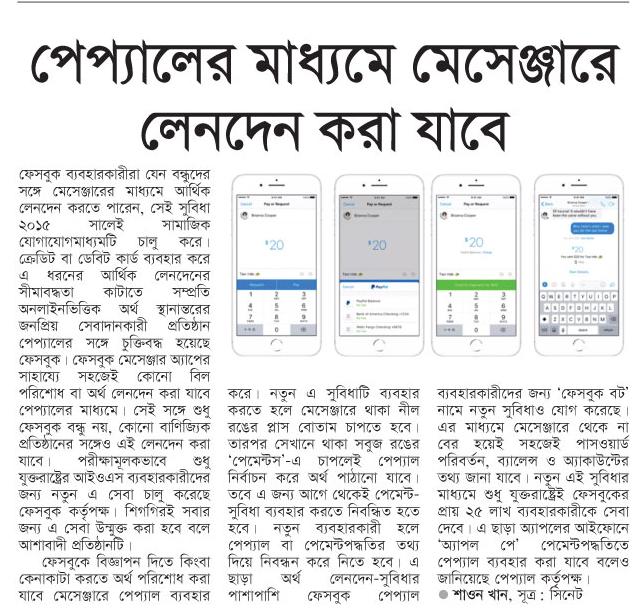 পেপ্যালের মাধ্যমে মেসেঞ্জারে
লেনদেন করা যাবে
ফেসবুক ব্যবহারকারীরা যেন বন্ধুদের
সঙ্গে মেসেঞ্জারের মাধ্যমে আর্থিক
লেনদেন করতে পারেন, সেই সুবিধা
২০১৫ সালেই সামাজিক
যোগাযোগমাধ্যমটি চালু করে।
ক্রেডিট বা ডেবিট কার্ড ব্যবহার করে
এ ধরনের আর্থিক লেনদেনের
সীমাবদ্ধতা কাটাতে সম্প্রতি
অনলাইনভিত্তিক অর্থ স্থানান্তরের
জনপ্রিয় সেবাদানকারী প্রতিষ্ঠান
পেপ্যালের সঙ্গে চুক্তিবদ্ধ হয়েছে
ফেসবুক। ফেসবুক মেসেঞ্জার অ্যাপের
সাহায্যে সহজেই কোনো বিল
পরিশোধ বা অর্থ লেনদেন করা যাবে
পেপ্যালের মাধ্যমে। সেই সঙ্গে শুধু
ফেসবুক বন্ধু নয়, কোনো বাণিজ্যিক
প্রতিষ্ঠানের সঙ্গেও এই লেনদেন করা
যাবে। পরীক্ষামূলকভাবে শুধু
যুক্তরাষ্ট্রের আইওএস ব্যবহারকারীদের
জন্য নতুন এ সেবা চালু করেছে
ফেসবুক কর্তৃপক্ষ। শিগগিরই সবার
জন্য এ সেবা উন্মুক্ত করা হবে বলে
আশাবাদী প্রতিষ্ঠানটি।
ফেসবুকে বিজ্ঞাপন দিতে কিংবা
কেনাকাটা করতে অর্থ পরিশোধ করা
যাবে মেসেঞ্জারে পেপ্যাল ব্যবহার
Pay or Request
Brianna Cooper
$20
Request
Pay
Pay or Request
Brianna Cooper
$20
PayPal
PayPal Balance
Pay or Request
Brianna Cooper
$20
$20
করে। নতুন এ সুবিধাটি ব্যবহার
করতে হলে মেসেঞ্জারে থাকা নীল
রঙের প্লাস বোতাম চাপতে হবে।
তারপর সেখানে থাকা সবুজ রঙের
‘পেমেন্টস’-এ চাপলেই পেপ্যাল
নির্বাচন করে অর্থ পাঠানো যাবে।
তবে এ জন্য আগে থেকেই পেমেন্ট-
সুবিধা ব্যবহার করতে নিবন্ধিত হতে
হবে। নতুন ব্যবহারকারী হলে
পেপ্যাল বা পেমেন্টপদ্ধতির তথ্য
দিয়ে নিবন্ধন করে নিতে হবে। এ
ছাড়া অর্থ লেনদেন-সুবিধার
পাশাপাশি ফেসবুক পেপ্যাল
ব্যবহারকারীদের জন্য ‘ফেসবুক বট’
নামে নতুন সুবিধাও যোগ করেছে।
এর মাধ্যমে মেসেঞ্জার থেকে না
বের হয়েই সহজেই পাসওয়ার্ড
পরিবর্তন, ব্যালেন্স ও অ্যাকাউন্টের
তথ্য জানা যাবে। নতুন এই সুবিধার
মাধ্যমে শুধু যুক্তরাষ্ট্রেই ফেসবুকের
প্রায় ২৫ লাখ ব্যবহারকারীকে সেবা
দেবে। এ ছাড়া অ্যাপলের আইফোনে
‘অ্যাপল পে’ পেমেন্টপদ্ধতিতে
পেপ্যাল ব্যবহার করা যাবে বলেও
জানিয়েছে পেপ্যাল কর্তৃপক্ষ।
● শাওন খান, সূত্র : সিনেট